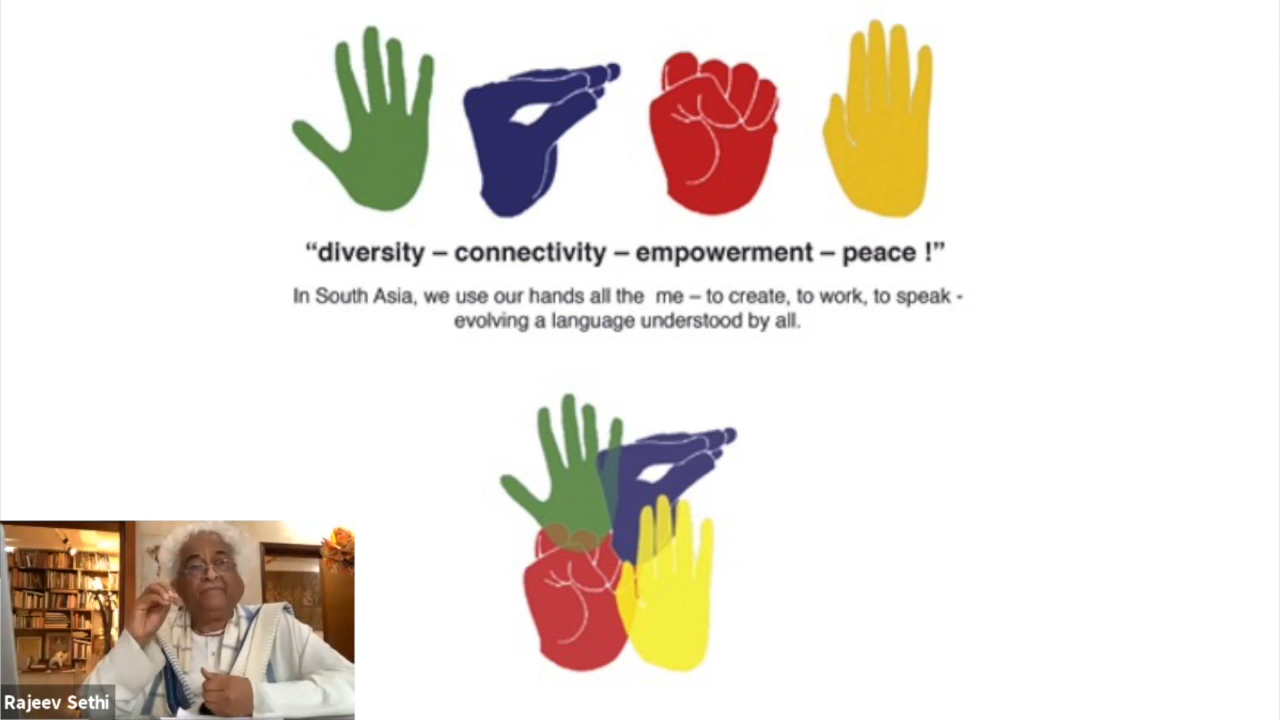 “diversity – connectivity – empowerment – peace !”
In South Asia, we use our hands all the  me – to create, to work, to speak -
evolving a language understood by all.
Rajeev Sethi